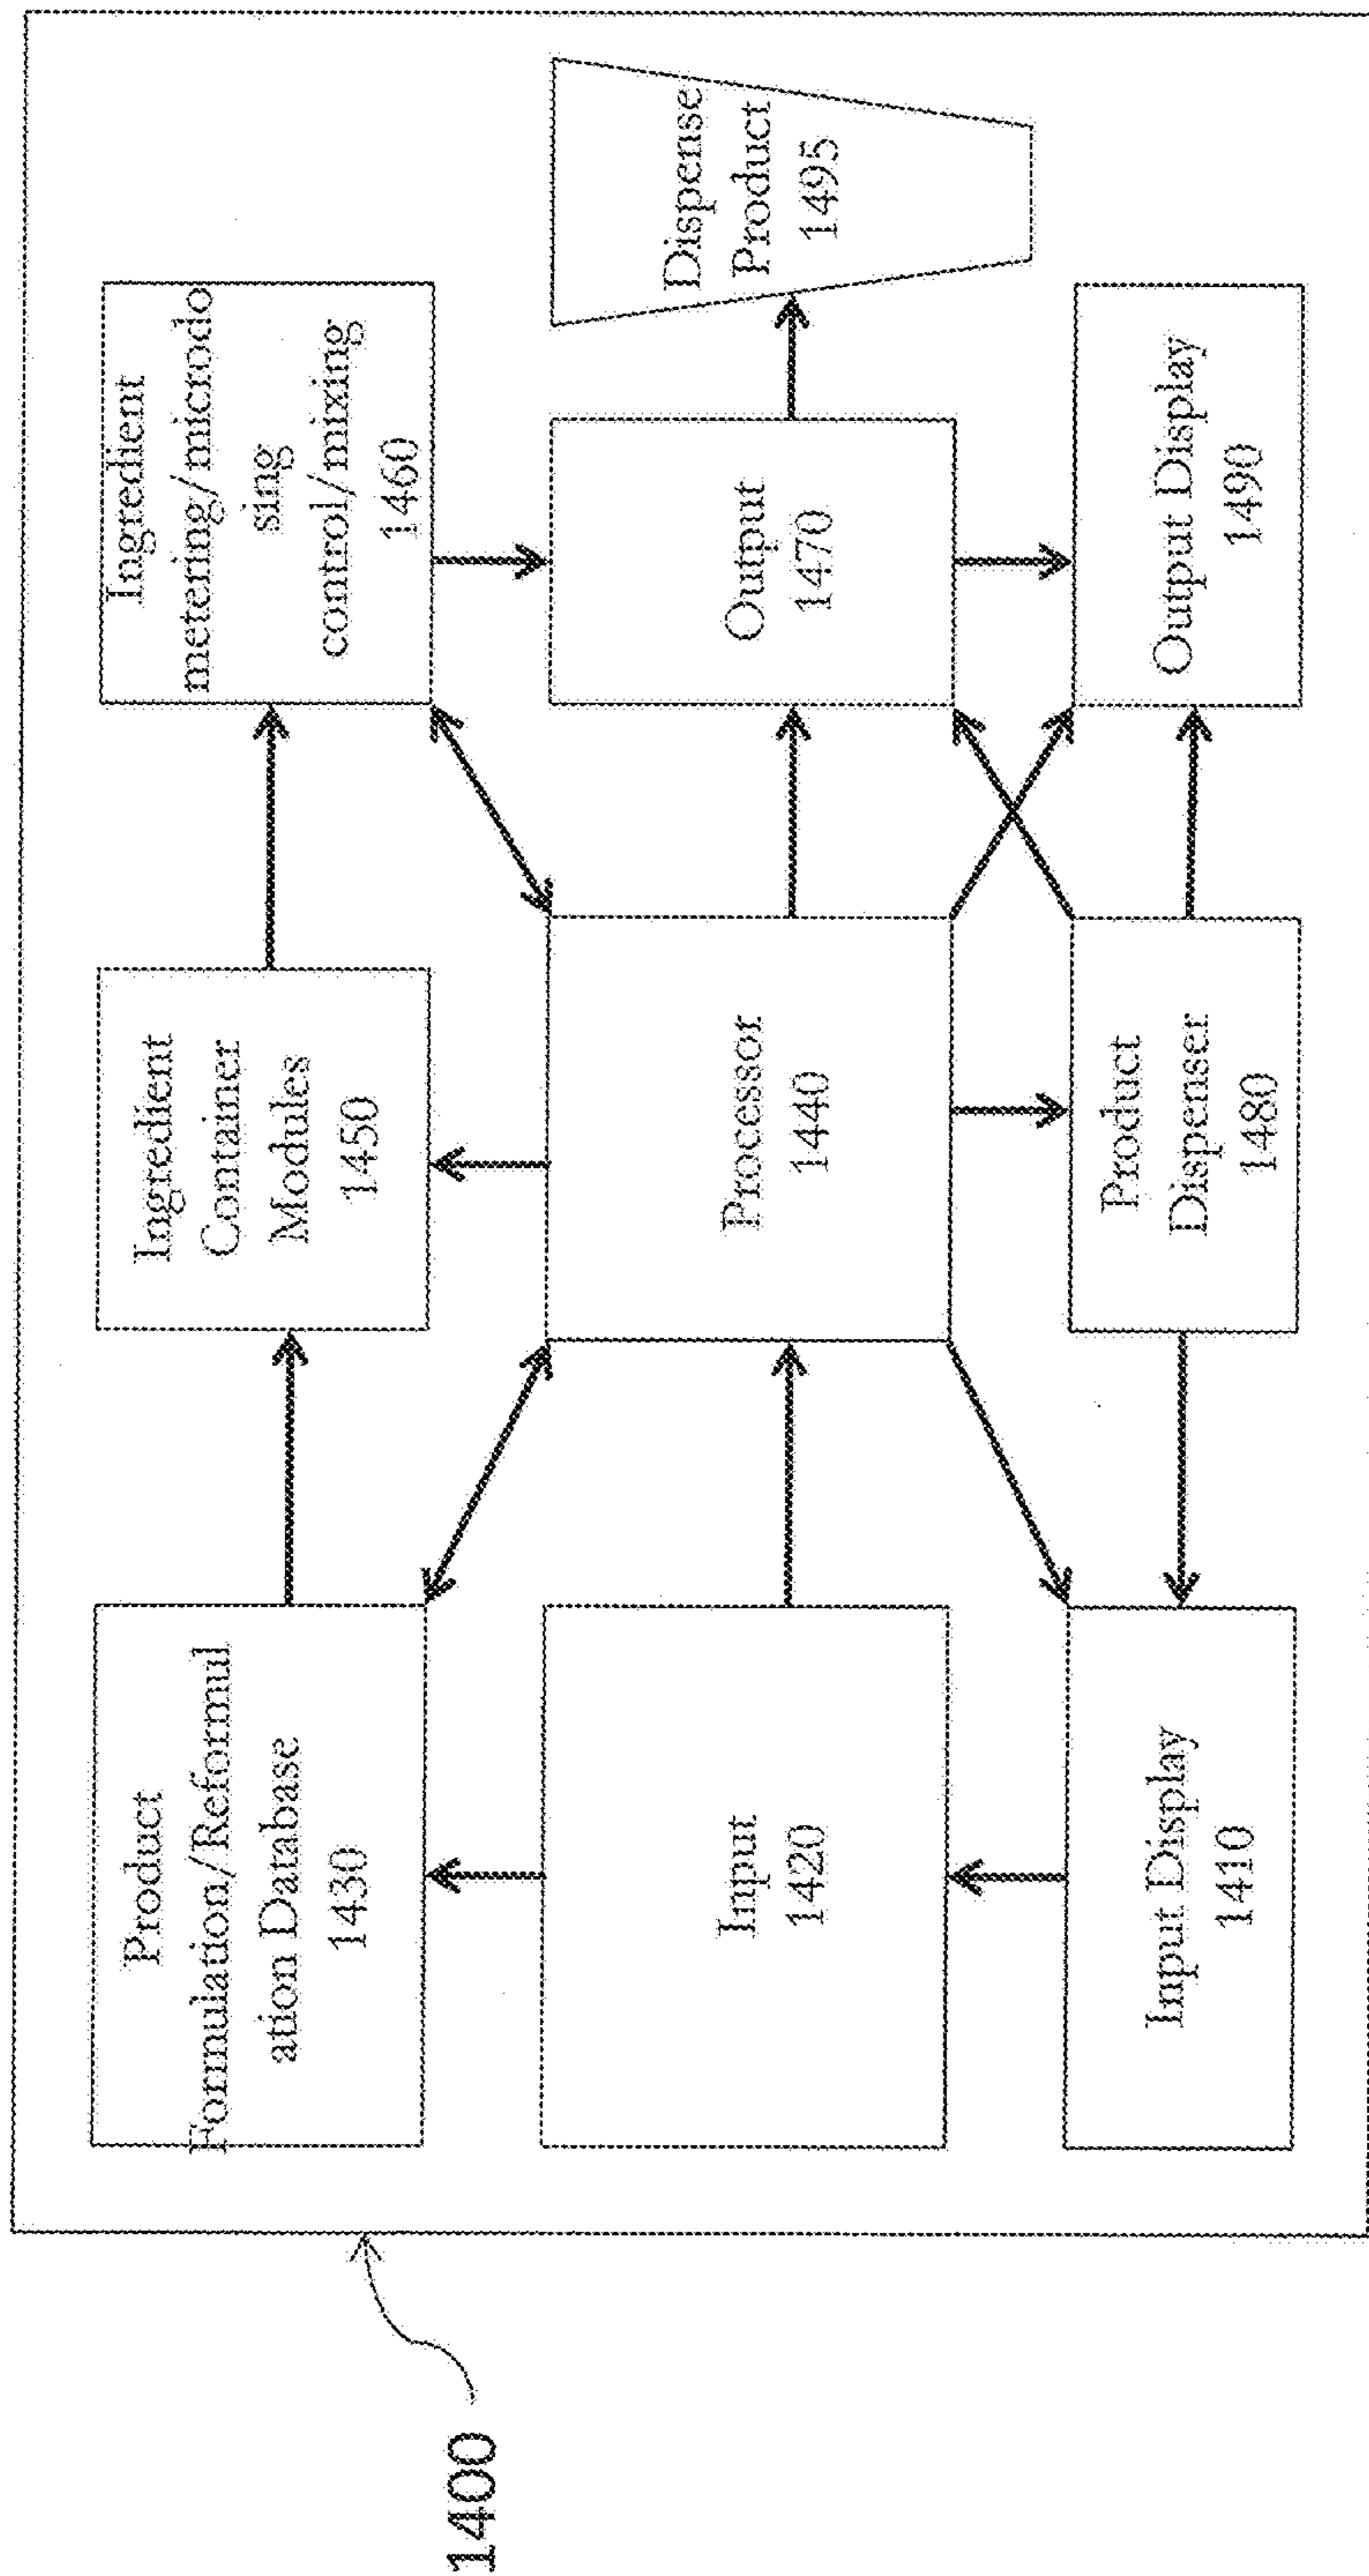 Product
Formulation/Reformul
ation Database
1430
Ingredient
Container
Modules
1450
Ingredient
metering/microdo
sing
control/mixing
1460
Input
1420
Processor
1440
Output
1470
Dispense
Product
1495
Input Display
1410
Product
Dispenser
1480
Output Display
1490
1400